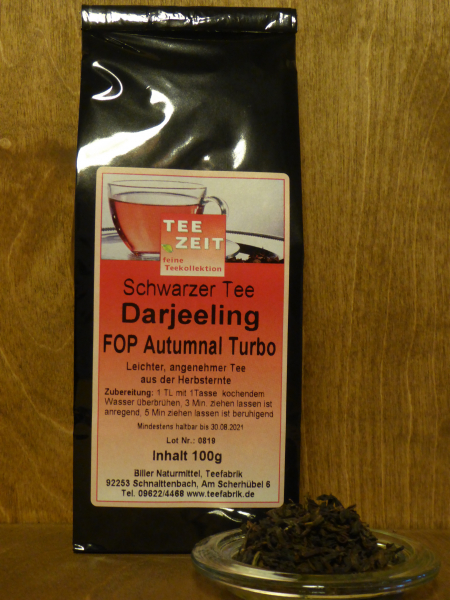 TEE
ZEIT
feine
Teekollektion
Schwarzer Tee
Darjeeling
FOP Autumnal Turbo
Leichter, angenehmer Tee
aus der Herbsternte
Zubereitung: 1 TL mit 1Tasse kochendem
Wasser überbrühen, 3 Min. ziehen lassen ist
anregend, 5 Min ziehen lassen ist beruhigend
Mindestens haltbar bis 30.08.2021
Lot Nr.: 0819
Inhalt 100g
Biller Naturmittel, Teefabrik
92253 Schnaittenbach, Am Scherhübel 6
Tel. 09622/4468 www.teefabrik.de